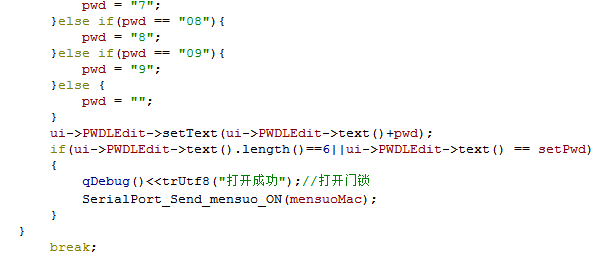 pwd = "7";
}else if(pwd == "08"){
pwd = "8";
}else if(pwd == "09"){
pwd = "9";
}else {
pwd = "";
}
ui->PWDLEdit->setText(ui->PWDLEdit->text()+pwd);
if(ui->PWDLEdit->text().length()==6||ui->PWDLEdit->text() == setPwd)
{
qDebug()<<trUtf8("打开成功");//打开门锁
SerialPort_Send_mensuo_ON(mensuoMac);
}
}
break;